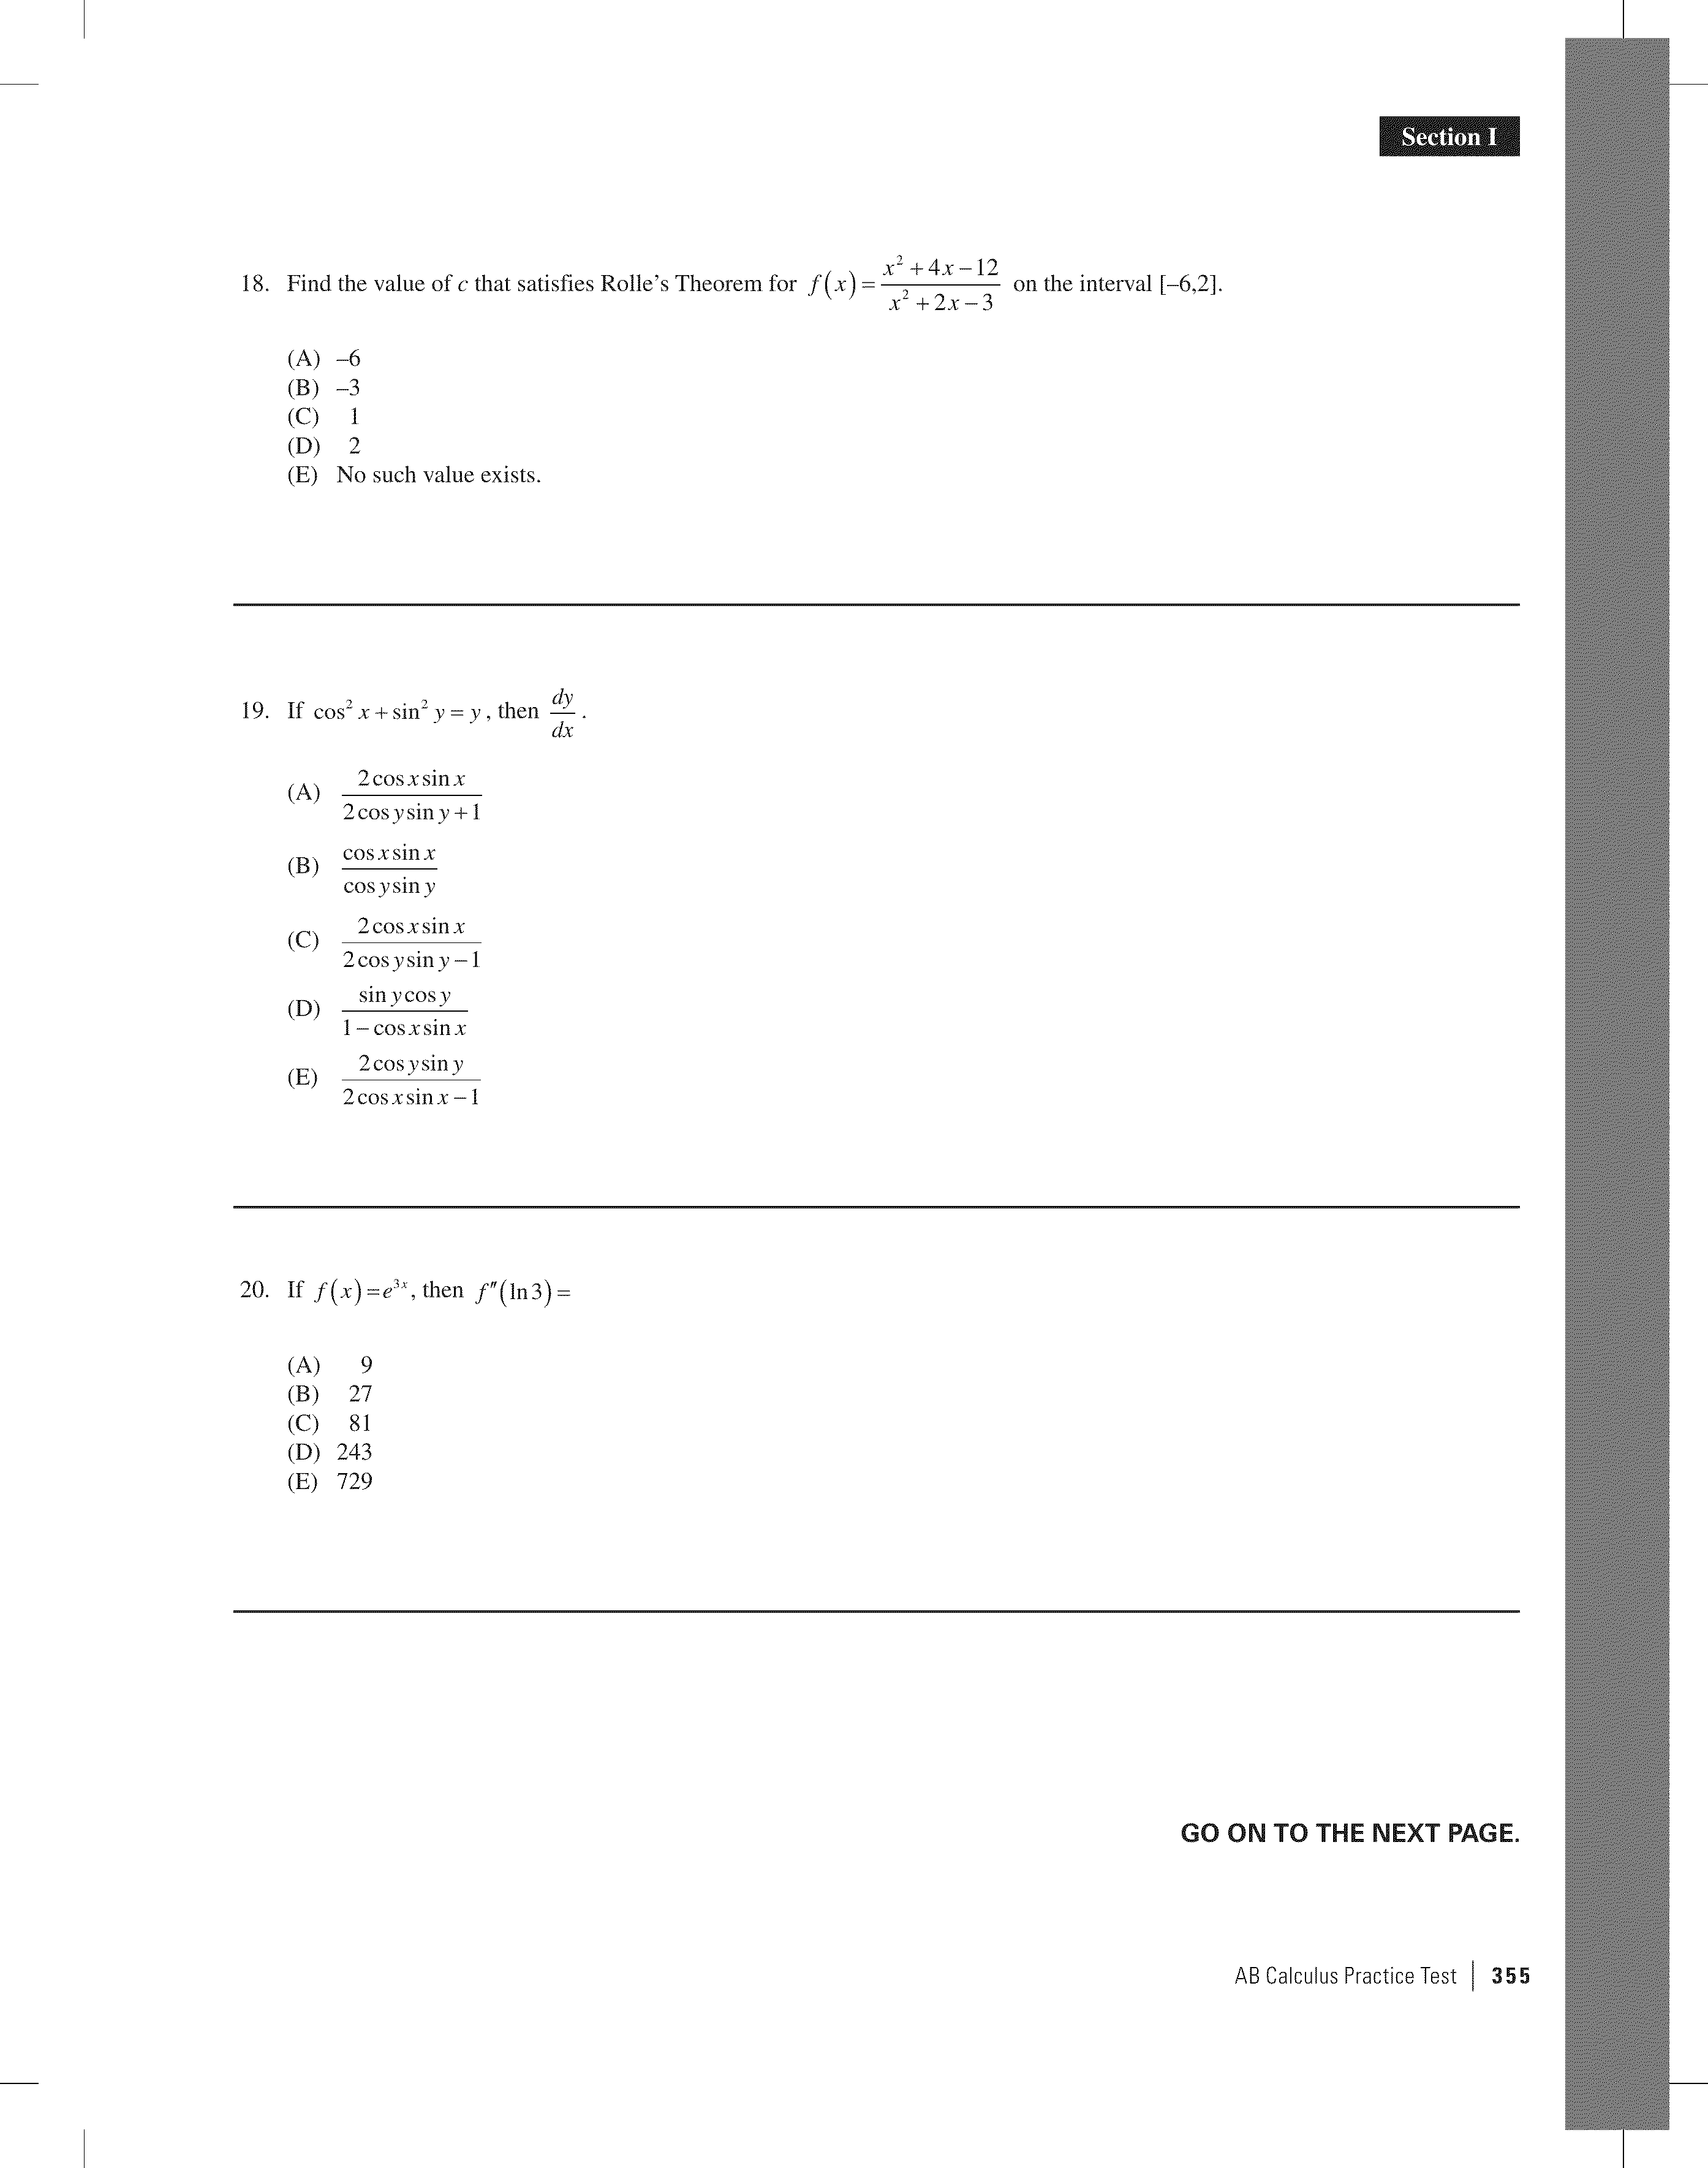 Section I
18. Find the value of c that satisfies Rolle's Theorem for f(x) = \frac{x^2 + 4x - 12}{x^2 + 2x - 3} on the interval [–6,2].
(A) –6
(B) –3
(C) 1
(D) 2
(E) No such value exists.
19. If cos^2 x + sin^2 y = y, then \frac{dy}{dx}.
(A) \frac{2 cos x sin x}{2 cos y sin y + 1}
(B) \frac{cos x sin x}{cos y sin y}
(C) \frac{2 cos x sin x}{2 cos y sin y – 1}
(D) \frac{sin y cos y}{1 – cos x sin x}
(E) \frac{2 cos y sin y}{2 cos x sin x – 1}
20. If f(x) = e^{3x}, then f″(ln 3) =
(A) 9
(B) 27
(C) 81
(D) 243
(E) 729
GO ON TO THE NEXT PAGE.
AB Calculus Practice Test | 355